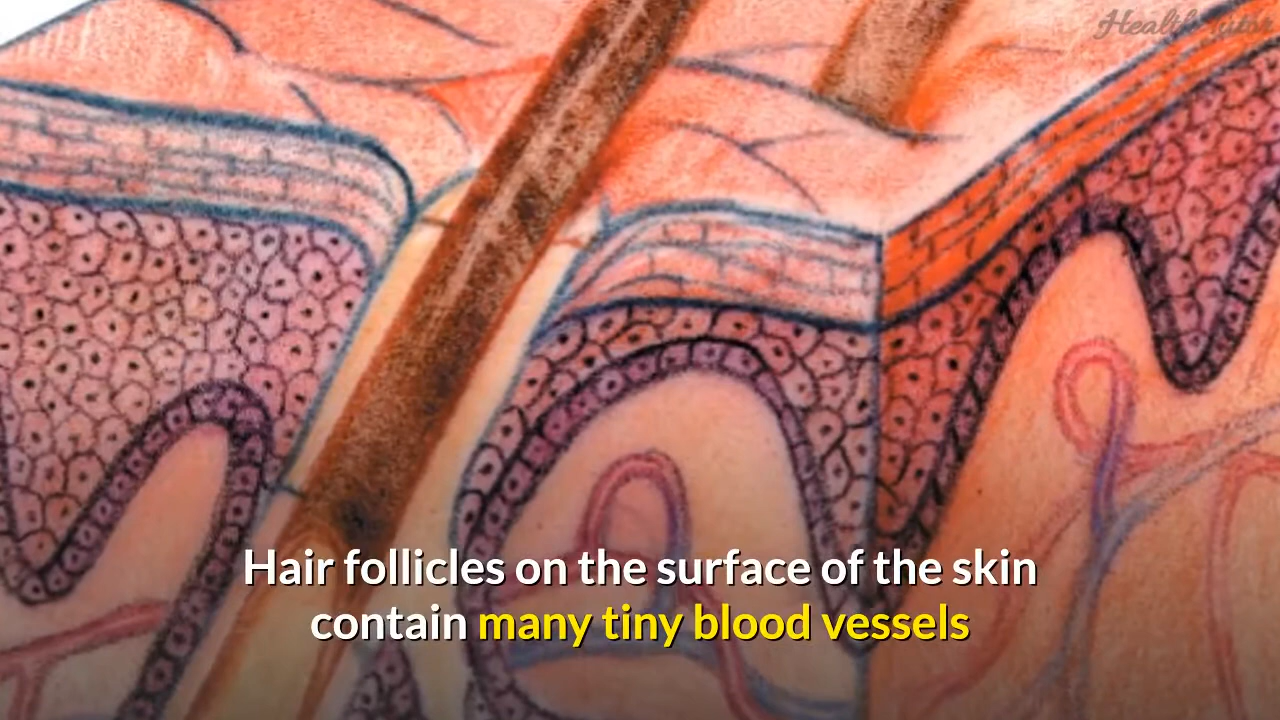 Hair follicles on the surface of the skin
contain many tiny blood vessels